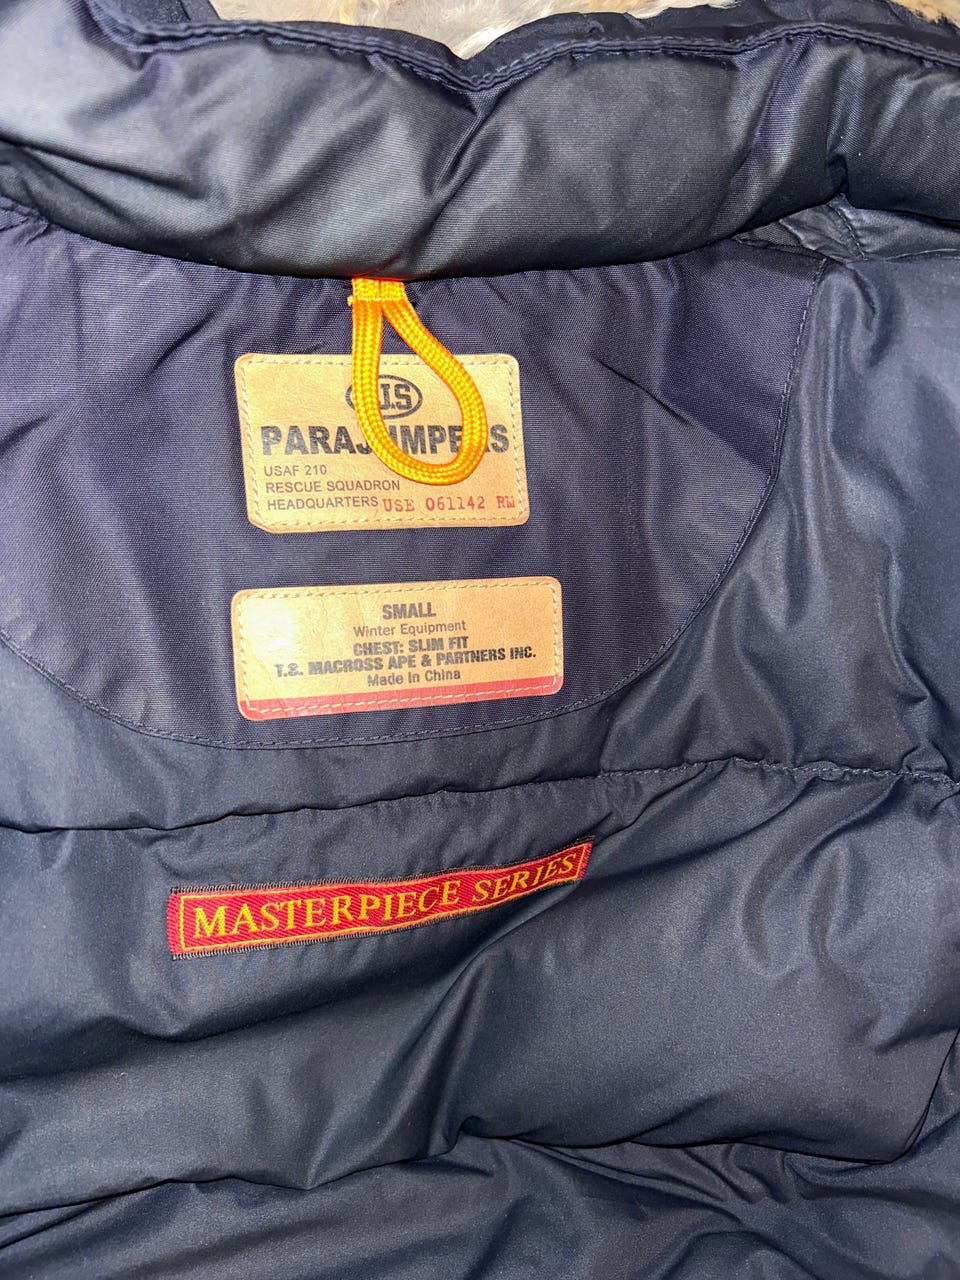 J.S
PARAJUMPERS
USAF 210
RESCUE SQUADRON
HEADQUARTERS USE 061142 RM
SMALL
Winter Equipment
CHEST: SLIM FIT
T.S. MACROSS APE & PARTNERS INC.
Made In China
MASTERPIECE SERIES